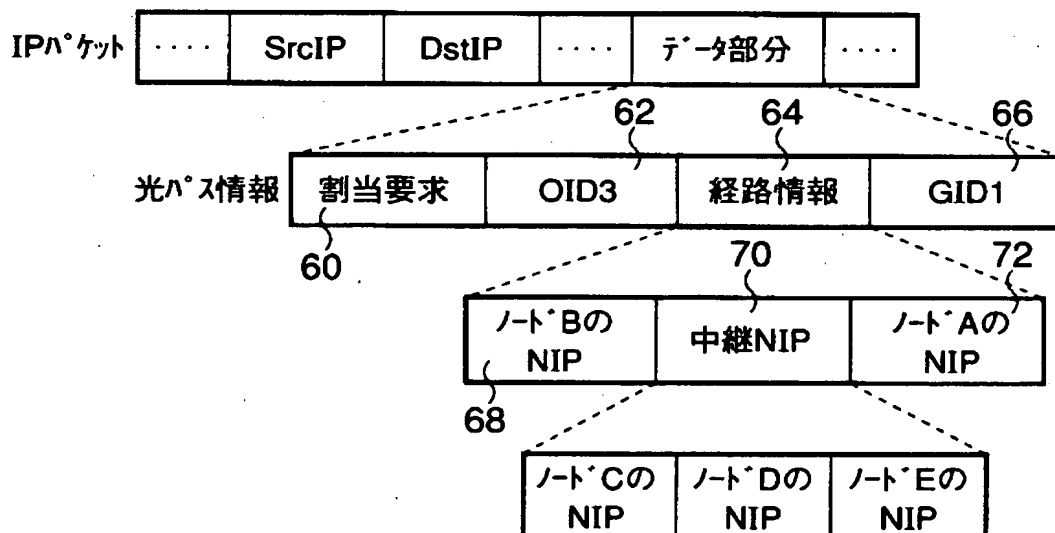 IPパケット ････ SrcIP DstIP ････ データ部分 ････
62 64 66
光パス情報 割当要求 OID3 経路情報 GID1
60 70 72
ノードBの 中継NIP ノードAの
NIP NIP
68
ノードCの ノードDの ノードEの
NIP NIP NIP